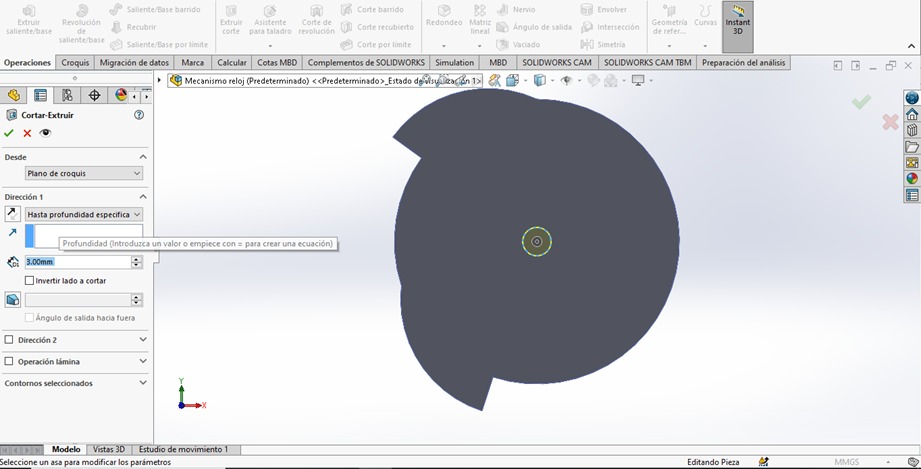 Extruir saliente/base
Revolución de saliente/base
Saliente/Base barrido
Recubrir
Saliente/Base por límite
Extruir corte
Asistente para taladro
Corte de revolución
Corte barrido
Corte recubierto
Corte por límite
Redondeo
Matriz lineal
Nervio
Ángulo de salida
Vaciado
Envolver
Intersección
Simetría
Geometría de refer...
Curvas
Instant 3D
Operaciones
Croquis
Migración de datos
Marca
Calcular
Cotas MBD
Complementos de SOLIDWORKS
Simulation
MBD
SOLIDWORKS CAM
SOLIDWORKS CAM TBM
Preparación del análisis
Mecanismo reloj (Predeterminado) <<Predeterminado>_Estado de visualización 1>
Cortar-Extruir
Desde
Plano de croquis
Dirección 1
Hasta profundidad especifica
Profundidad (Introduzca un valor o empiece con = para crear una ecuación)
D1
3.00mm
Invertir lado a cortar
Ángulo de salida hacia fuera
Dirección 2
Operación lámina
Contornos seleccionados
Y
X
Modelo
Vistas 3D
Estudio de movimiento 1
Seleccione un asa para modificar los parámetros
Editando Pieza
MMGS